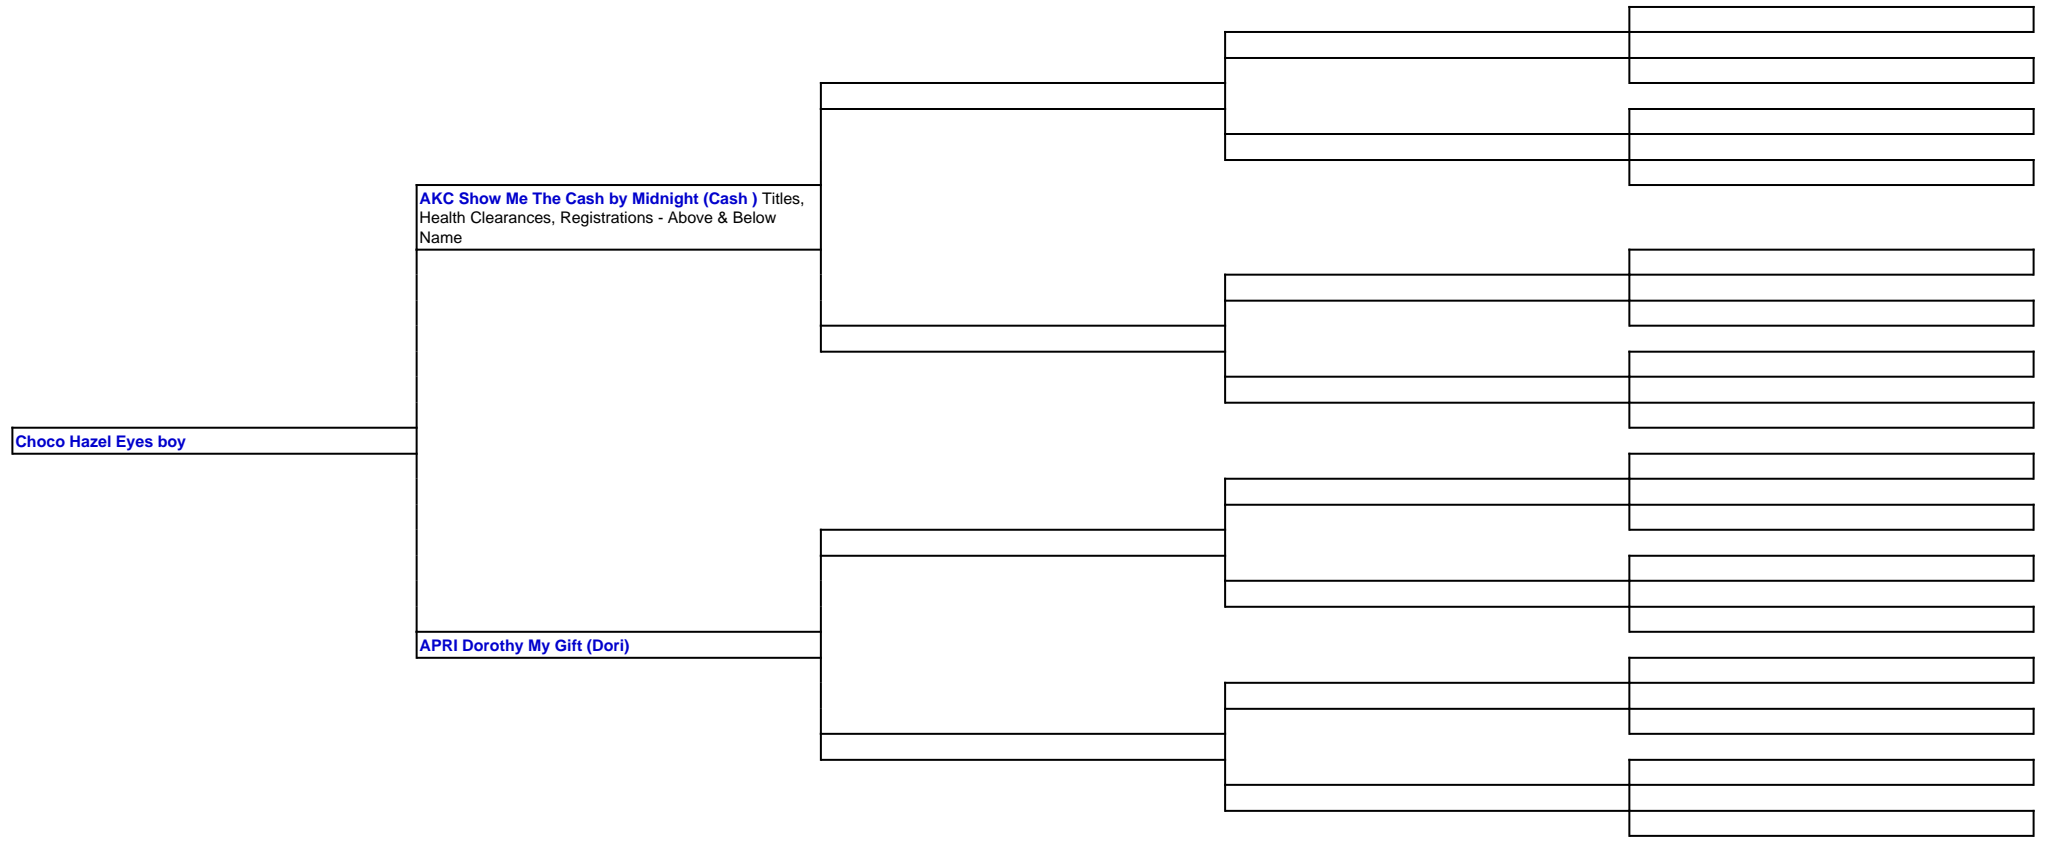 AKC Show Me The Cash by Midnight (Cash ) Titles,
Health Clearances, Registrations - Above & Below
Name
Choco Hazel Eyes boy
APRI Dorothy My Gift (Dori)